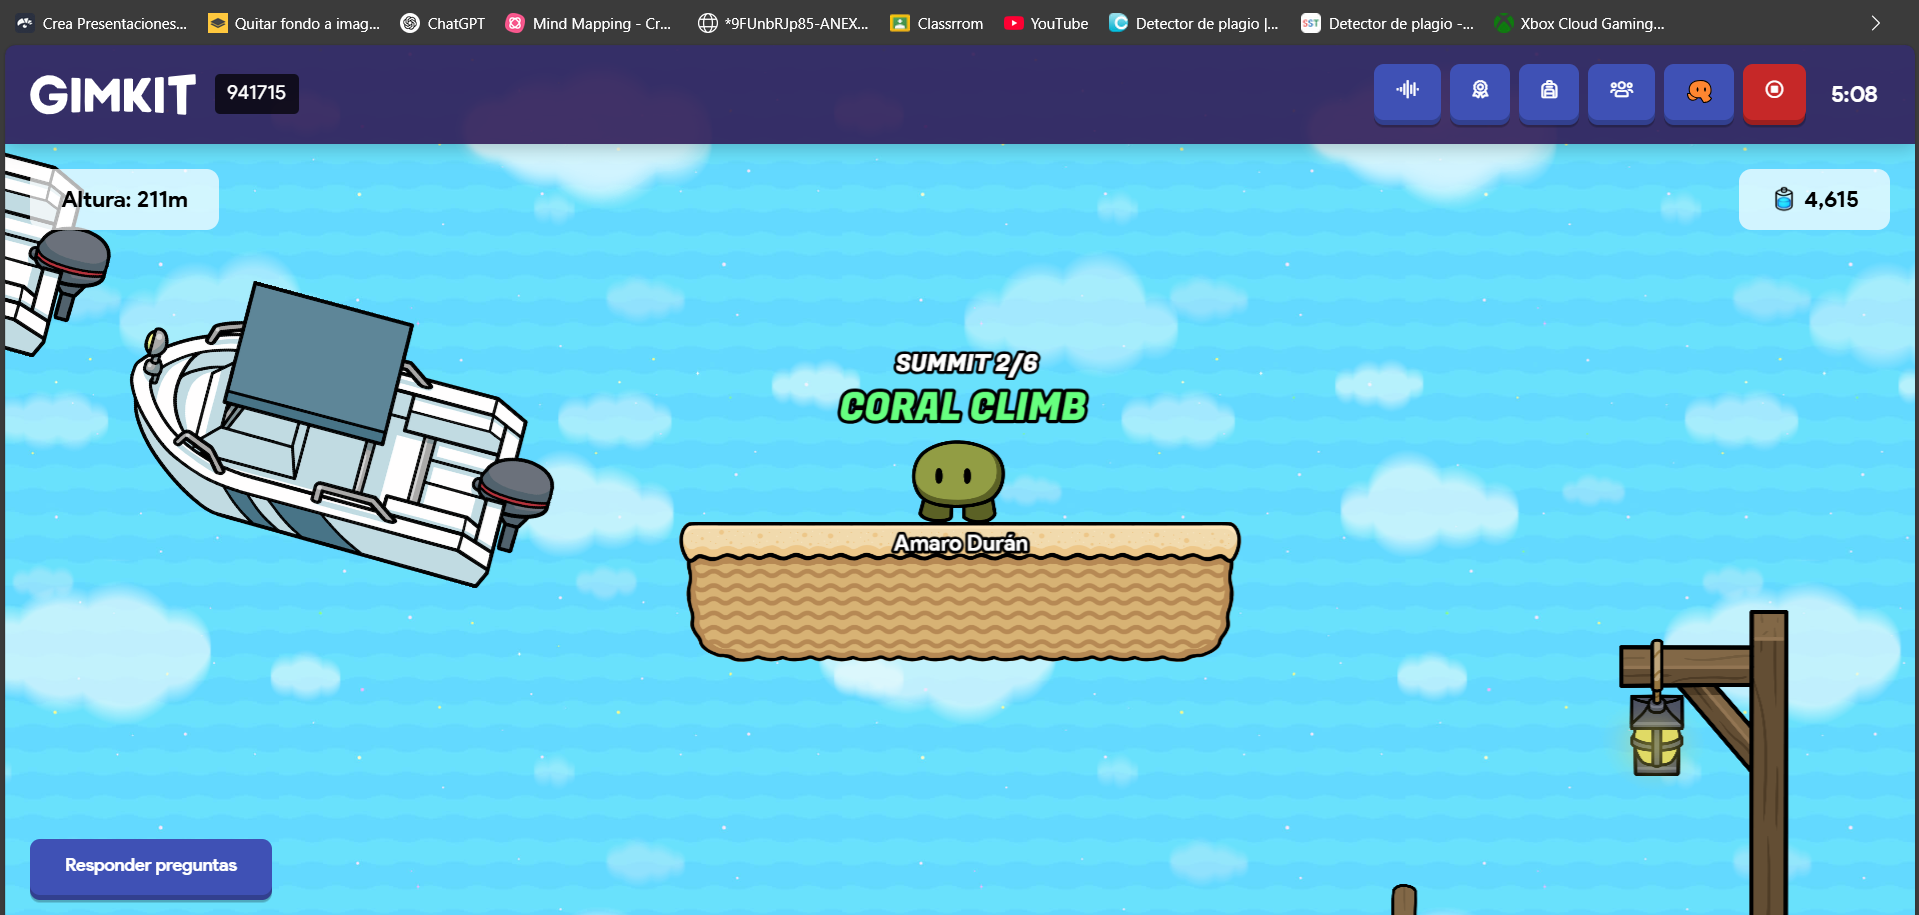 Crea Presentaciones...
Quitar fondo a imag...
ChatGPT
Mind Mapping - Cr...
*9FUnbRJp85-ANEX...
Classrrom
YouTube
Detector de plagio |...
SST
Detector de plagio -...
Xbox Cloud Gaming...
GIMKIT
941715
5:08
Altura: 211m
4,615
SUMMIT 2/6
CORAL CLIMB
Amaro Durán
Responder preguntas